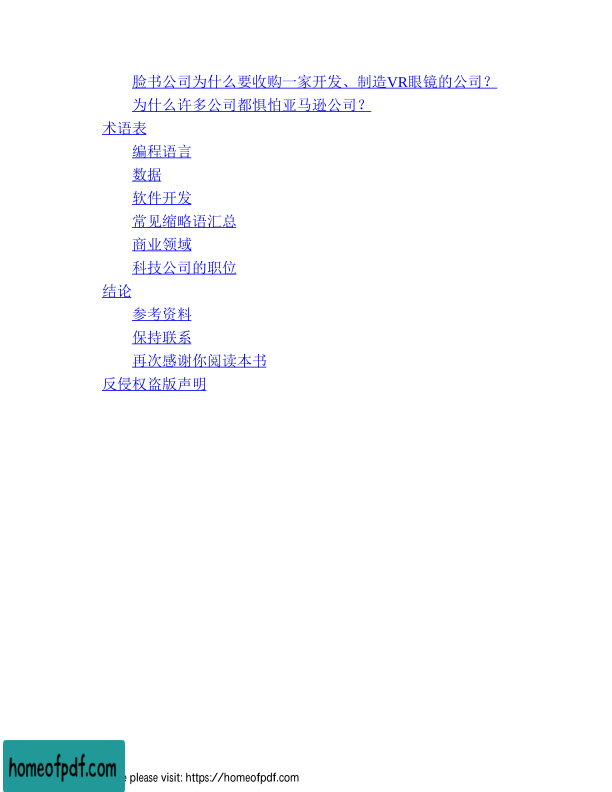 脸书公司为什么要收购一家开发、制造VR眼镜的公司？
为什么许多公司都惧怕亚马逊公司？
术语表
编程语言
数据
软件开发
常见缩略语汇总
商业领域
科技公司的职位
结论
参考资料
保持联系
再次感谢你阅读本书
反侵权盗版声明
homeofpdf.com
please visit: https://homeofpdf.com